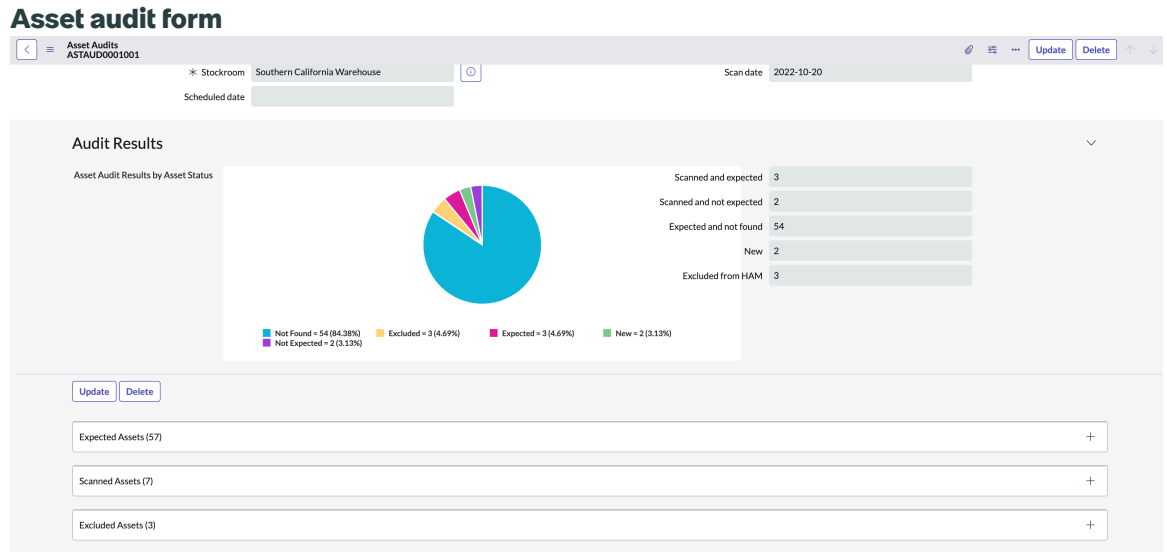 Asset audit form
Asset Audits
ASTAUD0001001
Update Delete
* Stockroom Southern California Warehouse
Scan date 2022-10-20
Scheduled date
Audit Results
Asset Audit Results by Asset Status
Scanned and expected 3
Scanned and not expected 2
Expected and not found 54
New 2
Excluded from HAM 3
Not Found = 54 (84.38%) Excluded = 3 (4.69%) Expected = 3 (4.69%) New = 2 (3.13%)
Not Expected = 2 (3.13%)
Update Delete
Expected Assets (57)
Scanned Assets (7)
Excluded Assets (3)